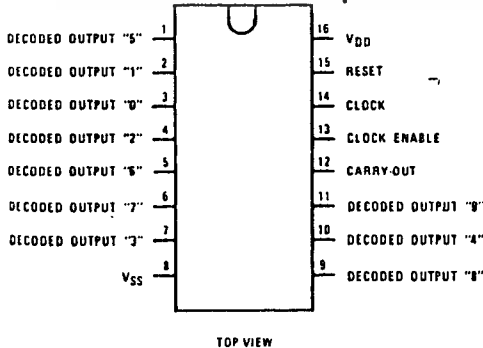 DECODED OUTPUT "5" 1
DECODED OUTPUT "1" 2
DECODED OUTPUT "0" 3
DECODED OUTPUT "2" 4
DECODED OUTPUT "6" 5
DECODED OUTPUT "7" 6
DECODED OUTPUT "3" 7
VSS 8
16 VDD
15 RESET
14 CLOCK
13 CLOCK ENABLE
12 CARRY-OUT
11 DECODED OUTPUT "9"
10 DECODED OUTPUT "4"
9 DECODED OUTPUT "8"
TOP VIEW